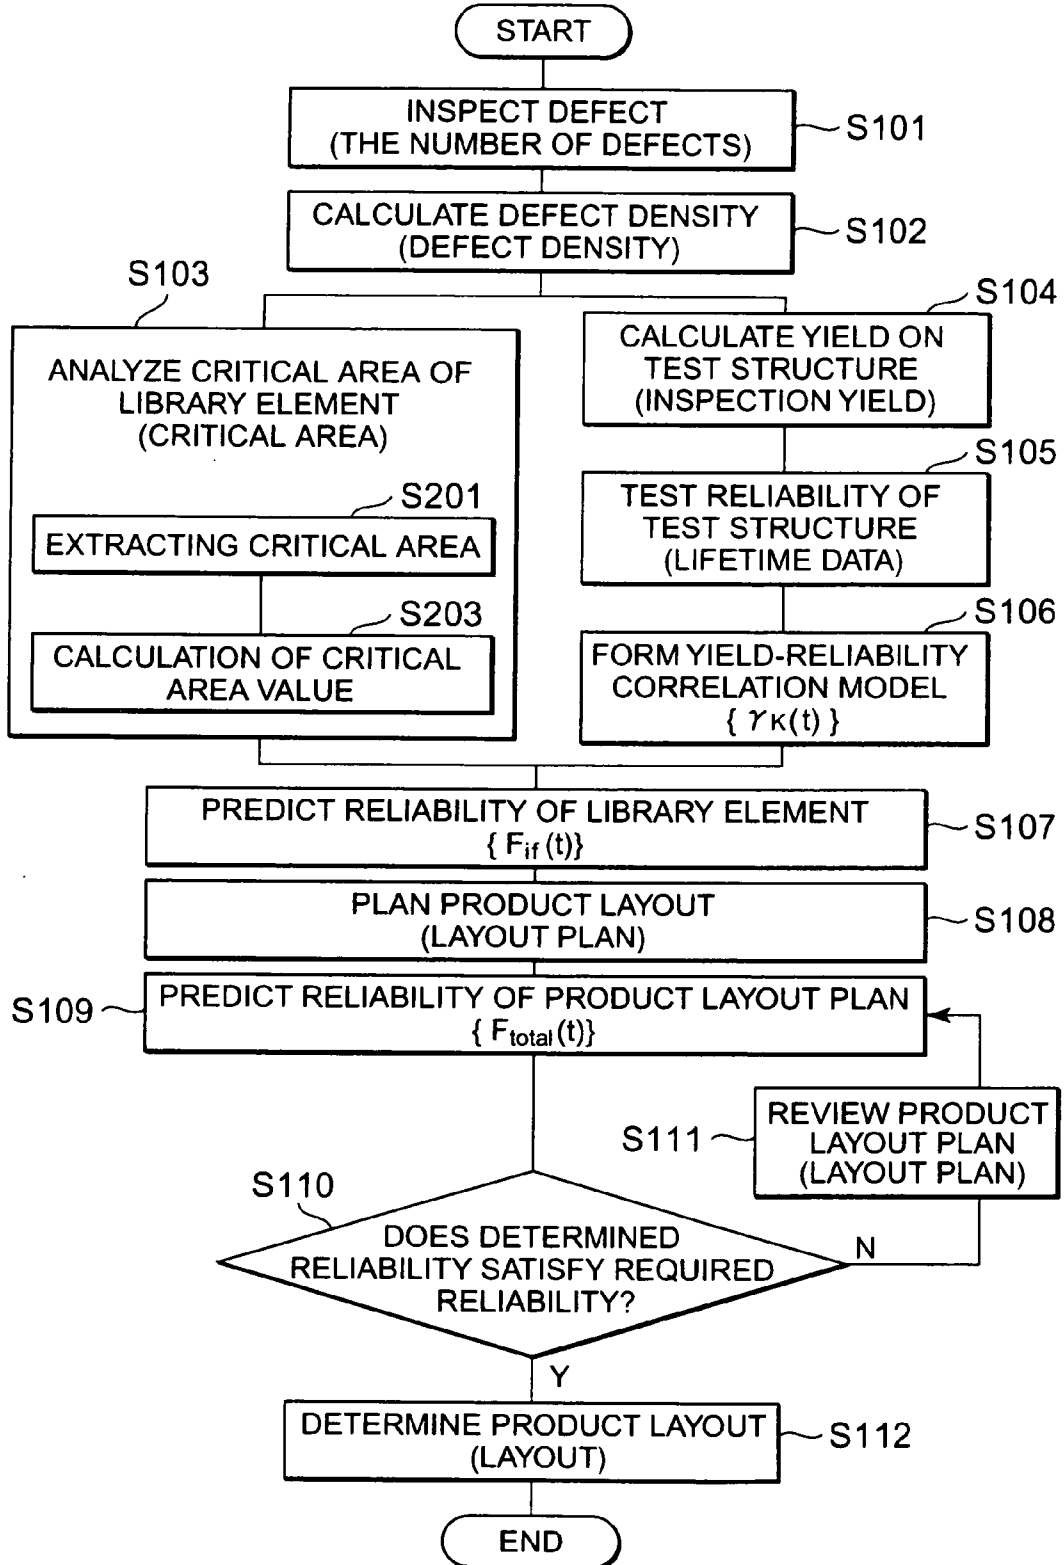 START
INSPECT DEFECT
(THE NUMBER OF DEFECTS)
S101
CALCULATE DEFECT DENSITY
(DEFECT DENSITY)
S102
S103
ANALYZE CRITICAL AREA OF
LIBRARY ELEMENT
(CRITICAL AREA)
S201
EXTRACTING CRITICAL AREA
S203
CALCULATION OF CRITICAL
AREA VALUE
S104
CALCULATE YIELD ON
TEST STRUCTURE
(INSPECTION YIELD)
S105
TEST RELIABILITY OF
TEST STRUCTURE
(LIFETIME DATA)
S106
FORM YIELD-RELIABILITY
CORRELATION MODEL
{ γK(t) }
PREDICT RELIABILITY OF LIBRARY ELEMENT
{ Fif (t)}
S107
PLAN PRODUCT LAYOUT
(LAYOUT PLAN)
S108
S109
PREDICT RELIABILITY OF PRODUCT LAYOUT PLAN
{ Ftotal (t)}
S111
REVIEW PRODUCT
LAYOUT PLAN
(LAYOUT PLAN)
S110
DOES DETERMINED
RELIABILITY SATISFY REQUIRED
RELIABILITY?
N
Y
DETERMINE PRODUCT LAYOUT
(LAYOUT)
S112
END